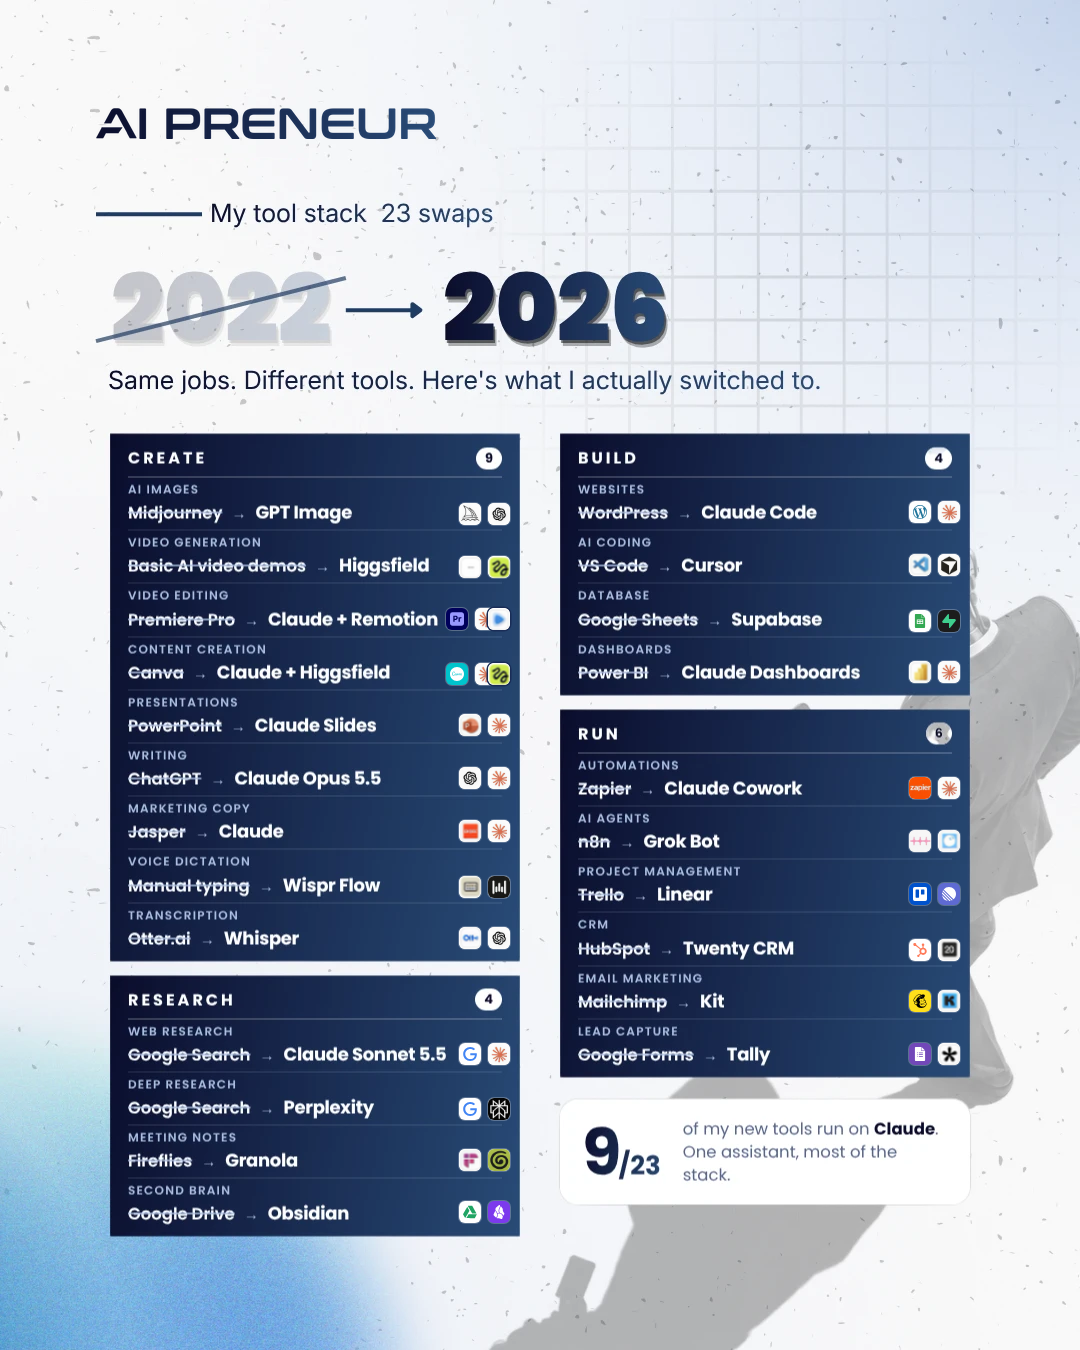 AI PRENEUR
My tool stack 23 swaps
2022 → 2026
Same jobs. Different tools. Here's what I actually switched to.
CREATE 9
AI IMAGES
Midjourney → GPT Image
VIDEO GENERATION
Basic AI video demos → Higgsfield
VIDEO EDITING
Premiere Pro → Claude + Remotion Pr
CONTENT CREATION
Canva → Claude + Higgsfield
PRESENTATIONS
PowerPoint → Claude Slides
WRITING
ChatGPT → Claude Opus 5.5
MARKETING COPY
Jasper → Claude
VOICE DICTATION
Manual typing → Wispr Flow
TRANSCRIPTION
Otter.ai → Whisper
RESEARCH 4
WEB RESEARCH
Google Search → Claude Sonnet 5.5
DEEP RESEARCH
Google Search → Perplexity
MEETING NOTES
Fireflies → Granola
SECOND BRAIN
Google Drive → Obsidian
BUILD 4
WEBSITES
WordPress → Claude Code
AI CODING
VS Code → Cursor
DATABASE
Google Sheets → Supabase
DASHBOARDS
Power BI → Claude Dashboards
RUN 6
AUTOMATIONS
Zapier → Claude Cowork zapier
AI AGENTS
n8n → Grok Bot
PROJECT MANAGEMENT
Trello → Linear
CRM
HubSpot → Twenty CRM
EMAIL MARKETING
Mailchimp → Kit
LEAD CAPTURE
Google Forms → Tally
9/23
of my new tools run on Claude.
One assistant, most of the
stack.